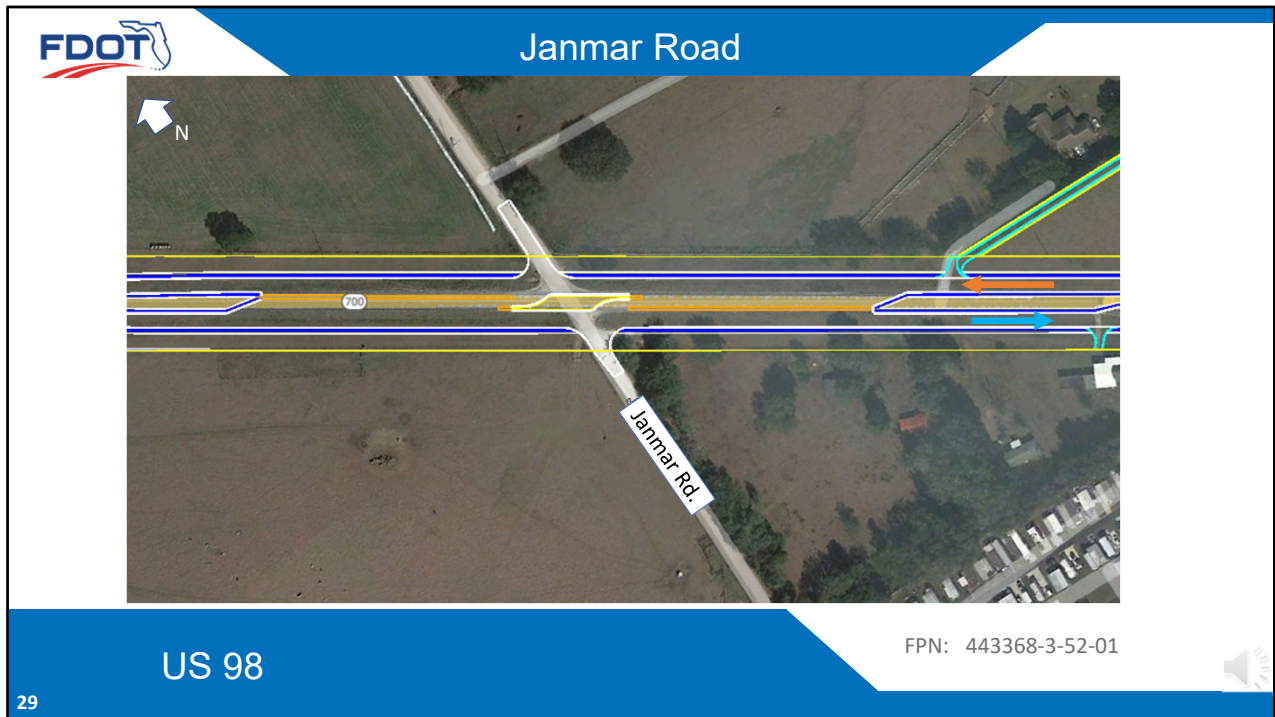 FDOT
Janmar Road
N
700
Janmar Rd.
US 98
FPN: 443368-3-52-01
29